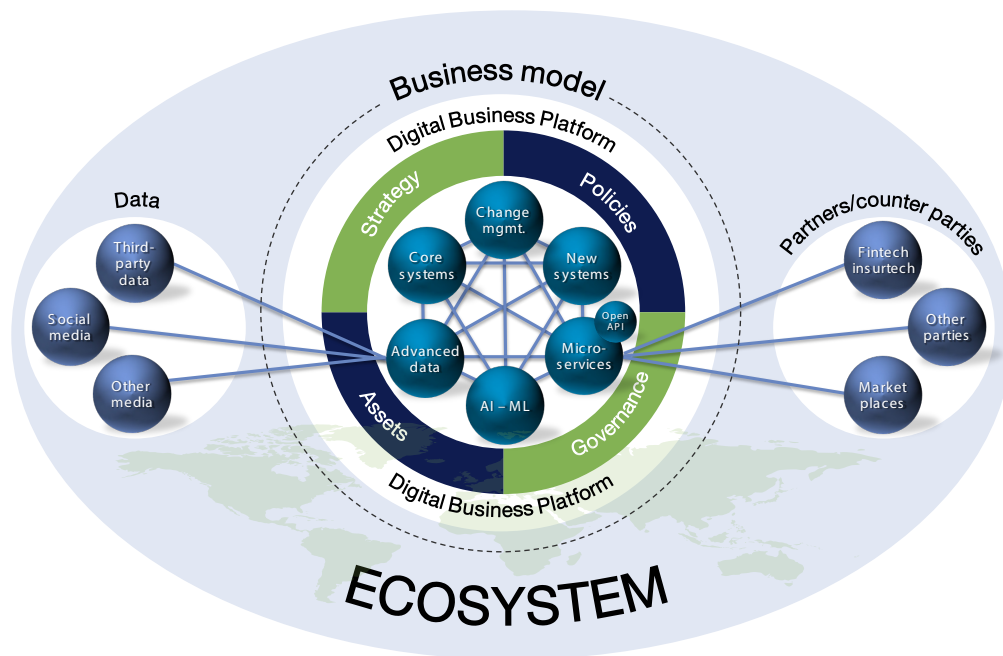 Business model
Digital Business Platform
Strategy
Policies
Data
Third-
party
data
Social
media
Other
media
Change
mgmt.
Core
systems
New
systems
Open
API
Advanced
data
Micro-
services
AI – ML
Assets
Governance
Digital Business Platform
Partners/counter parties
Fintech
insurtech
Other
parties
Market
places
ECOSYSTEM